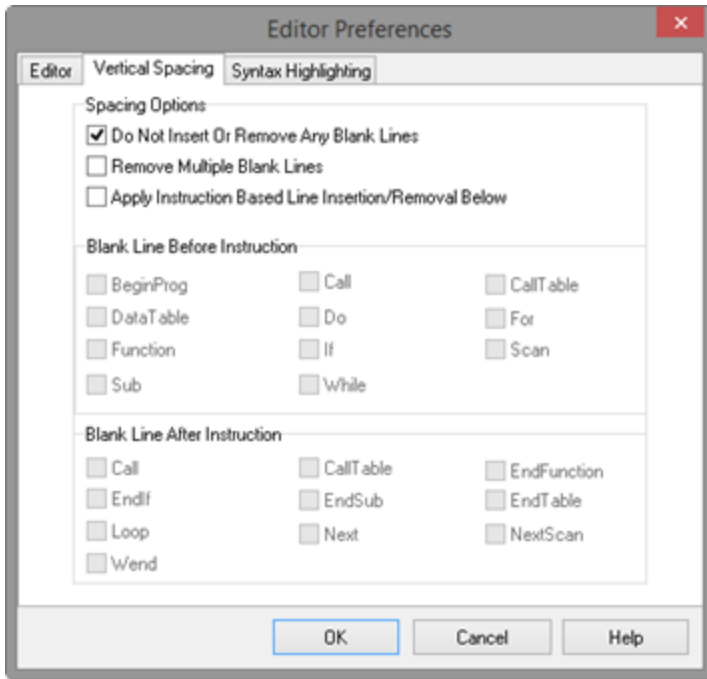 Editor Preferences
Editor Vertical Spacing Syntax Highlighting
Spacing Options
Do Not Insert Or Remove Any Blank Lines
Remove Multiple Blank Lines
Apply Instruction Based Line Insertion/Removal Below
Blank Line Before Instruction
BeginProg Call CallTable
DataTable Do For
Function If Scan
Sub While
Blank Line After Instruction
Call CallTable EndFunction
EndIf EndSub EndTable
Loop Next NextScan
Wend
OK Cancel Help